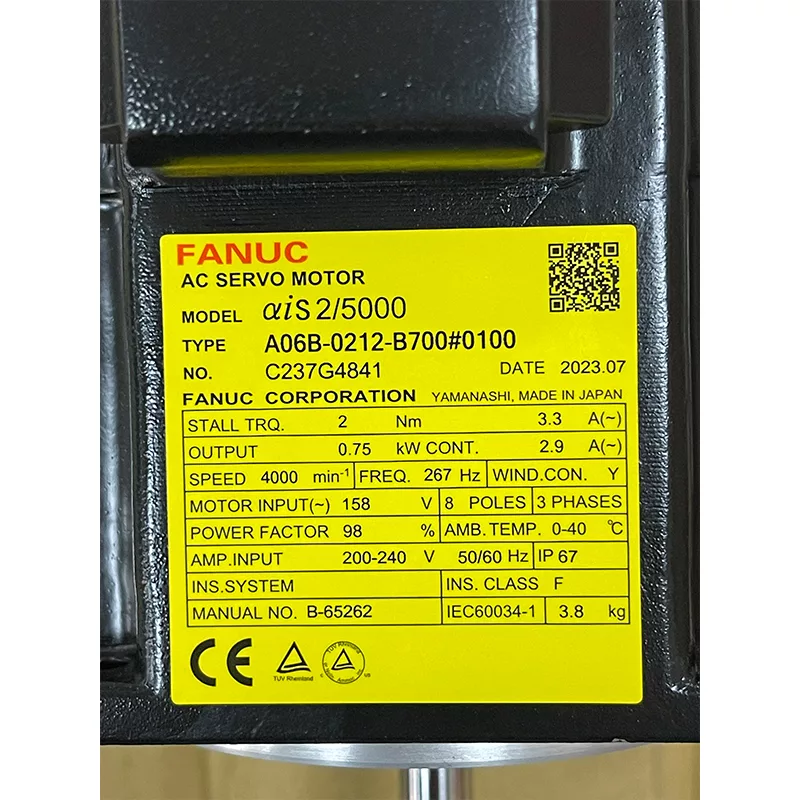 FANUC
AC SERVO MOTOR
MODEL αiS 2/5000
TYPE A06B-0212-B700#0100
NO. C237G4841 DATE 2023.07
FANUC CORPORATION YAMANASHI, MADE IN JAPAN
STALL TRQ. 2 Nm 3.3 A(~)
OUTPUT 0.75 kW CONT. 2.9 A(~)
SPEED 4000 min⁻¹ FREQ. 267 Hz WIND.CON. Y
MOTOR INPUT(~) 158 V 8 POLES 3 PHASES
POWER FACTOR 98 % AMB.TEMP. 0-40 ℃
AMP.INPUT 200-240 V 50/60 Hz IP 67
INS.SYSTEM INS. CLASS F
MANUAL NO. B-65262 IEC60034-1 3.8 kg
CE TUV Rheinland TUV Rheinland